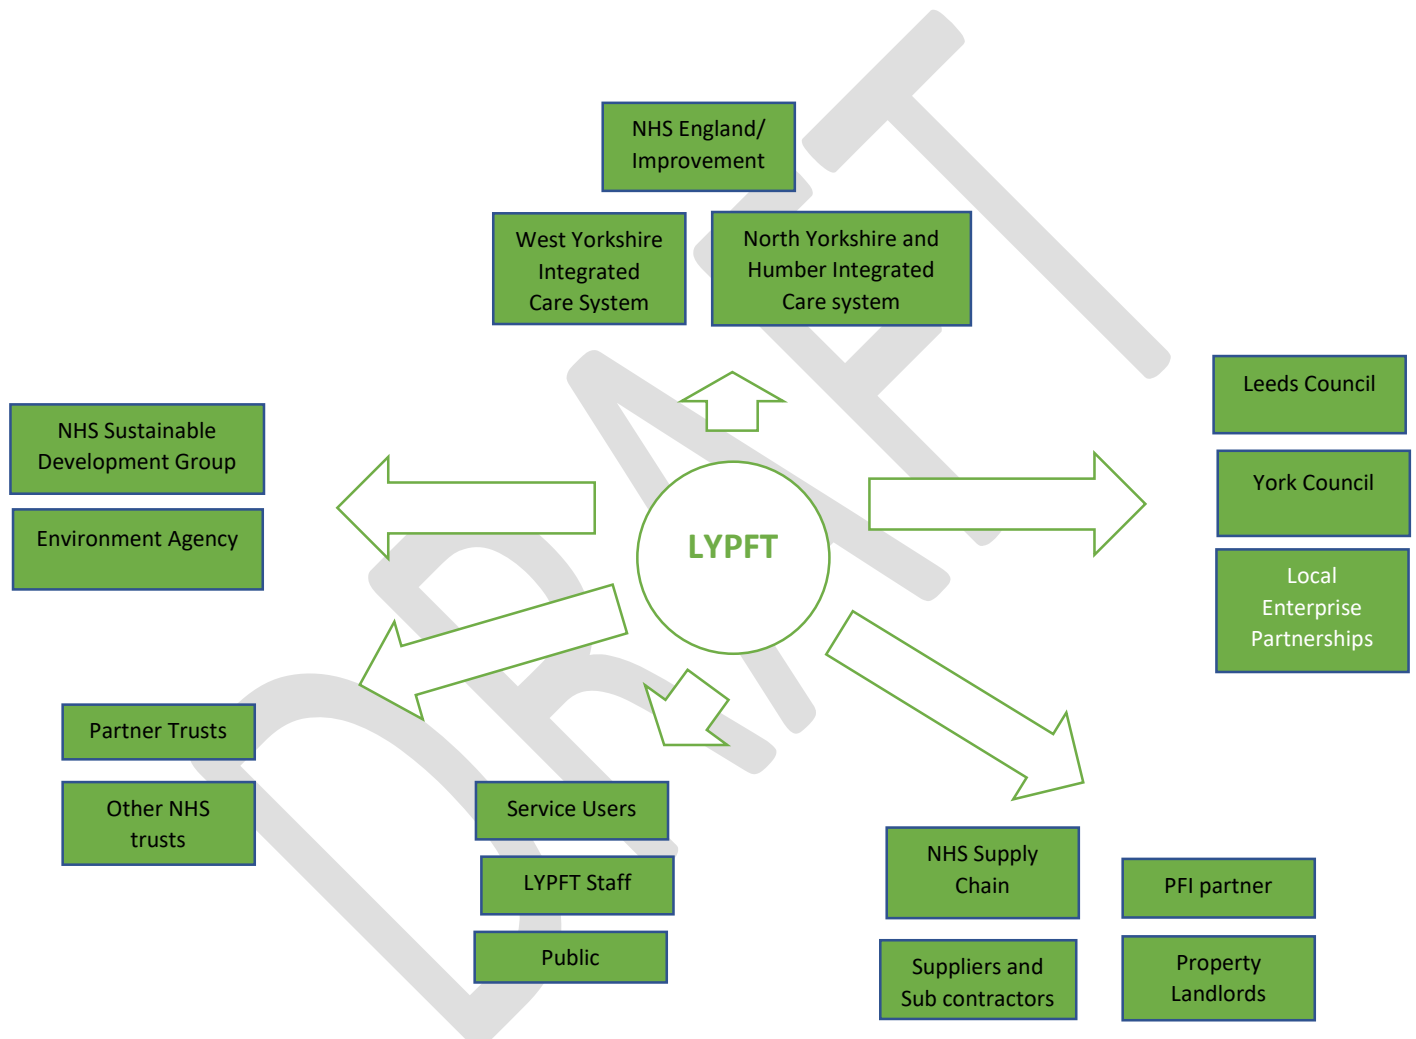 NHS England/
Improvement
West Yorkshire
Integrated
Care System
North Yorkshire and
Humber Integrated
Care system
Leeds Council
York Council
Local
Enterprise
Partnerships
NHS Sustainable
Development Group
Environment Agency
LYPFT
Partner Trusts
Other NHS
trusts
Service Users
LYPFT Staff
Public
NHS Supply
Chain
PFI partner
Suppliers and
Sub contractors
Property
Landlords
DRAFT